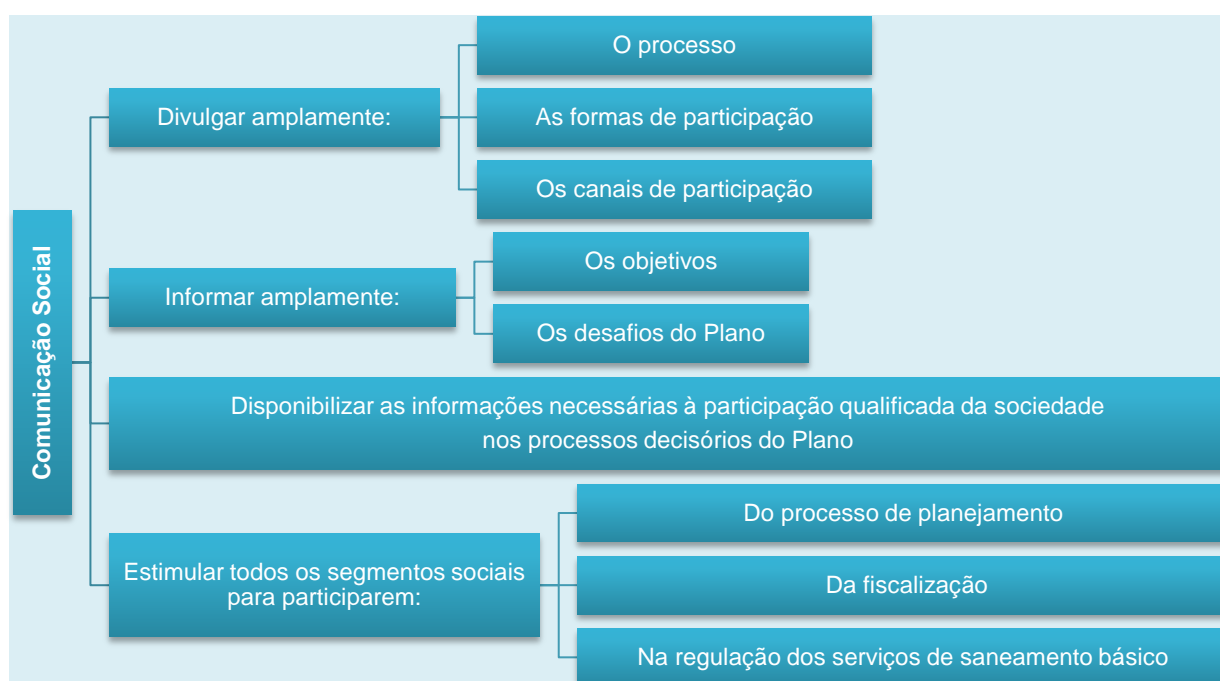 Comunicação Social
Divulgar amplamente:
O processo
As formas de participação
Os canais de participação
Informar amplamente:
Os objetivos
Os desafios do Plano
Disponibilizar as informações necessárias à participação qualificada da sociedade
nos processos decisórios do Plano
Estimular todos os segmentos sociais
para participarem:
Do processo de planejamento
Da fiscalização
Na regulação dos serviços de saneamento básico